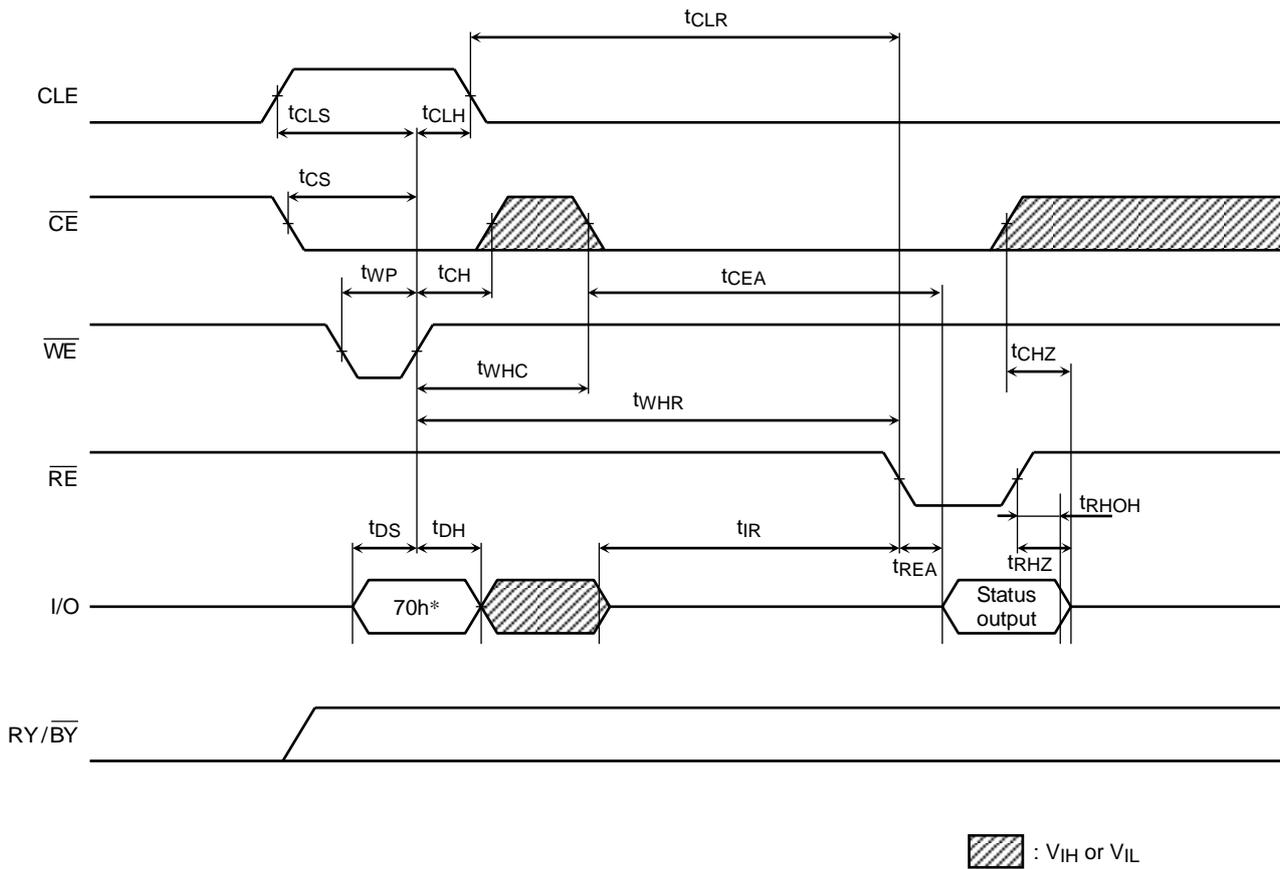 tCLR
CLE
tCLS
tCLH
tCS
CE
tWP
tCH
tCEA
WE
tCHZ
tWHC
tWHR
RE
tRHOH
tDS
tDH
tIR
tREA
tRHZ
I/O
70h*
Status
output
RY/BY
: VIH or VIL